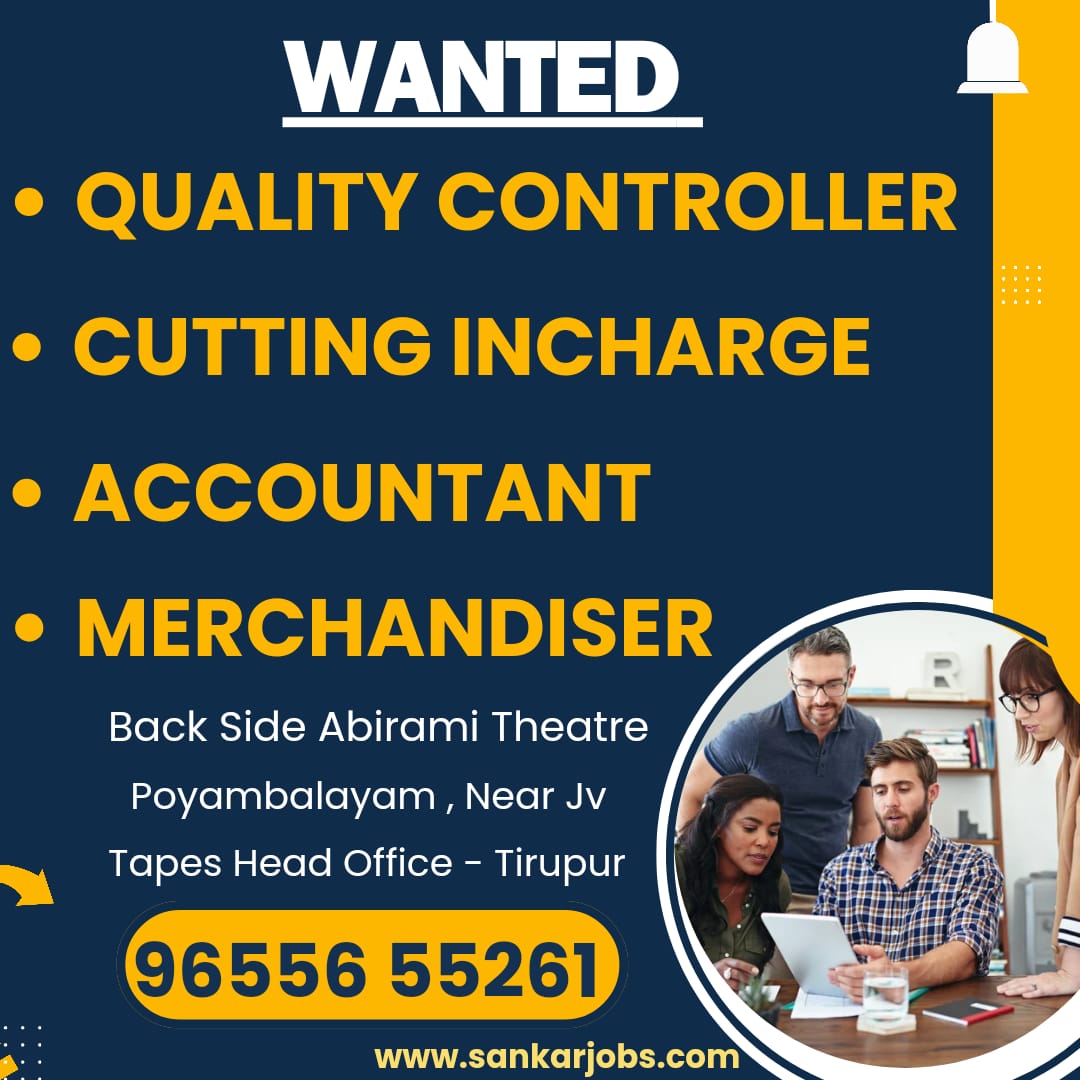 WANTED
• QUALITY CONTROLLER
• CUTTING INCHARGE
• ACCOUNTANT
• MERCHANDISER
R
Back Side Abirami Theatre
Poyambalayam , Near Jv
Tapes Head Office - Tirupur
96556 55261
www.sankarjobs.com